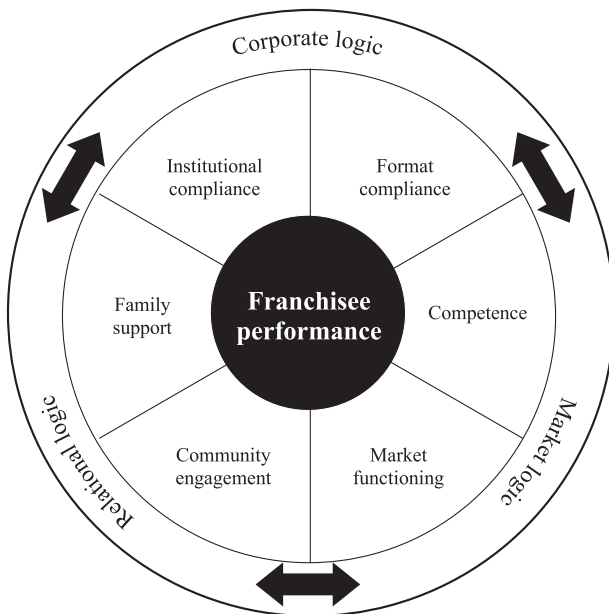 Corporate logic
Institutional
compliance
Format
compliance
Family
support
Franchisee
performance
Competence
Community
engagement
Market
functioning
Relational logic
Market logic